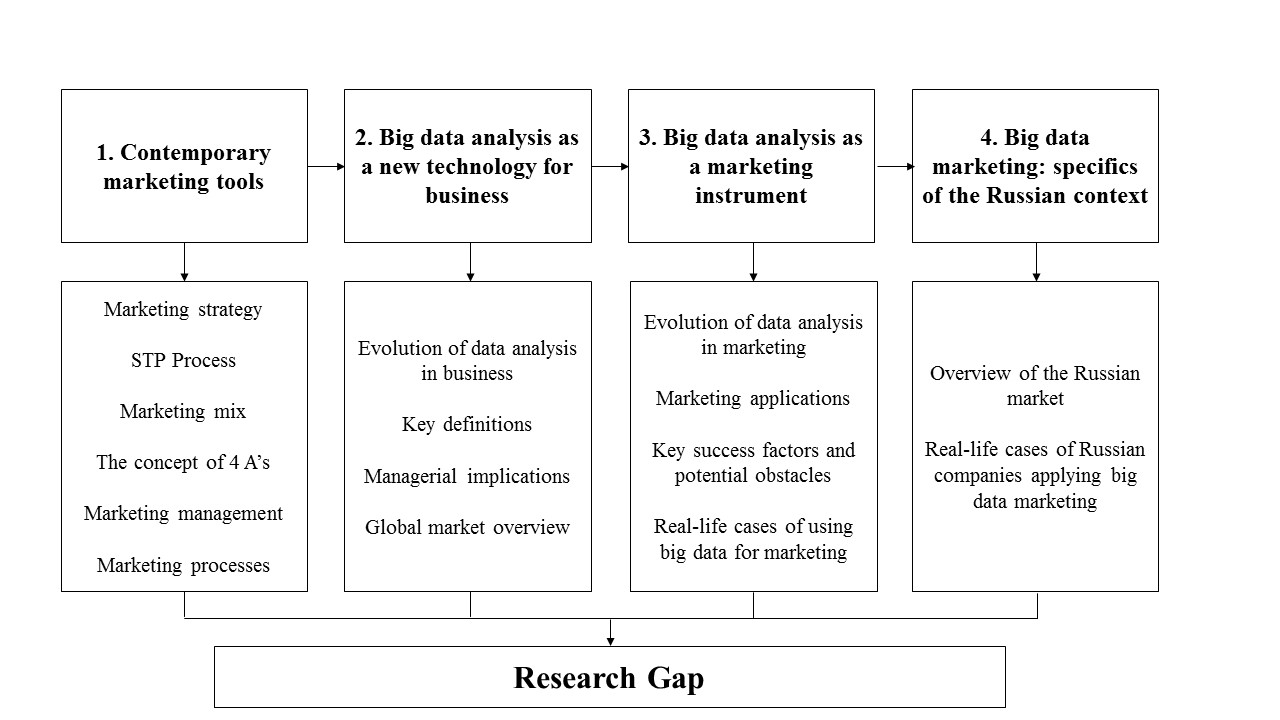 1. Contemporary
marketing tools
2. Big data analysis as
a new technology for
business
3. Big data analysis as
a marketing
instrument
4. Big data
marketing: specifics
of the Russian context
Marketing strategy
STP Process
Marketing mix
The concept of 4 A's
Marketing management
Marketing processes
Evolution of data analysis
in business
Key definitions
Managerial implications
Global market overview
Evolution of data analysis
in marketing
Marketing applications
Key success factors and
potential obstacles
Real-life cases of using
big data for marketing
Overview of the Russian
market
Real-life cases of Russian
companies applying big
data marketing
Research Gap